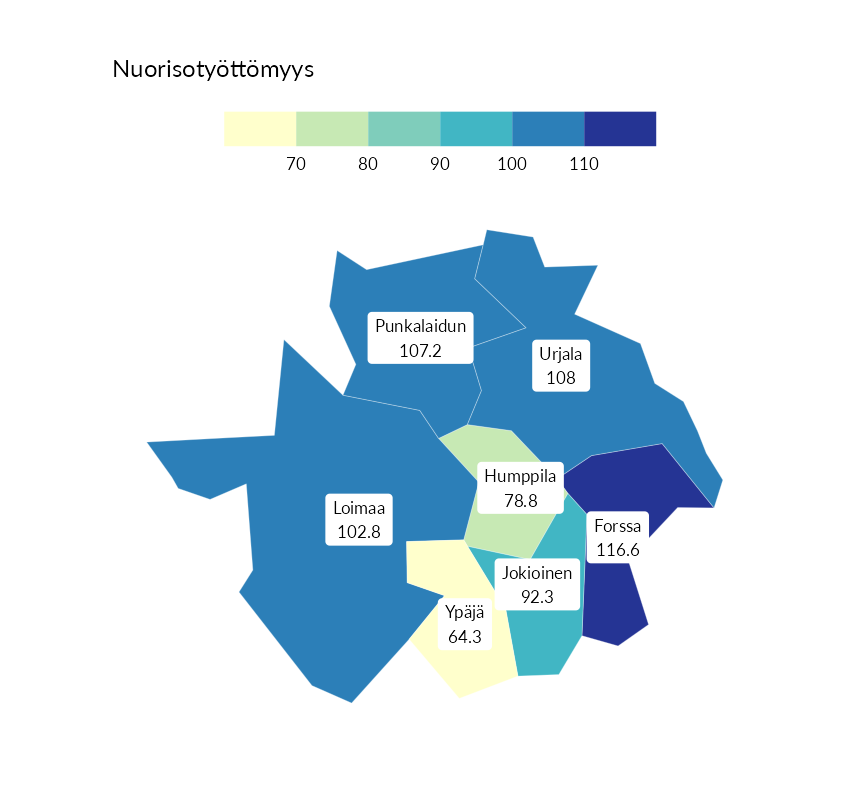 Nuorisotyöttömyys
70 80 90 100 110
Punkalaidun
107.2
Urjala
108
Humppila
78.8
Loimaa
102.8
Forssa
116.6
Jokioinen
92.3
Ypäjä
64.3